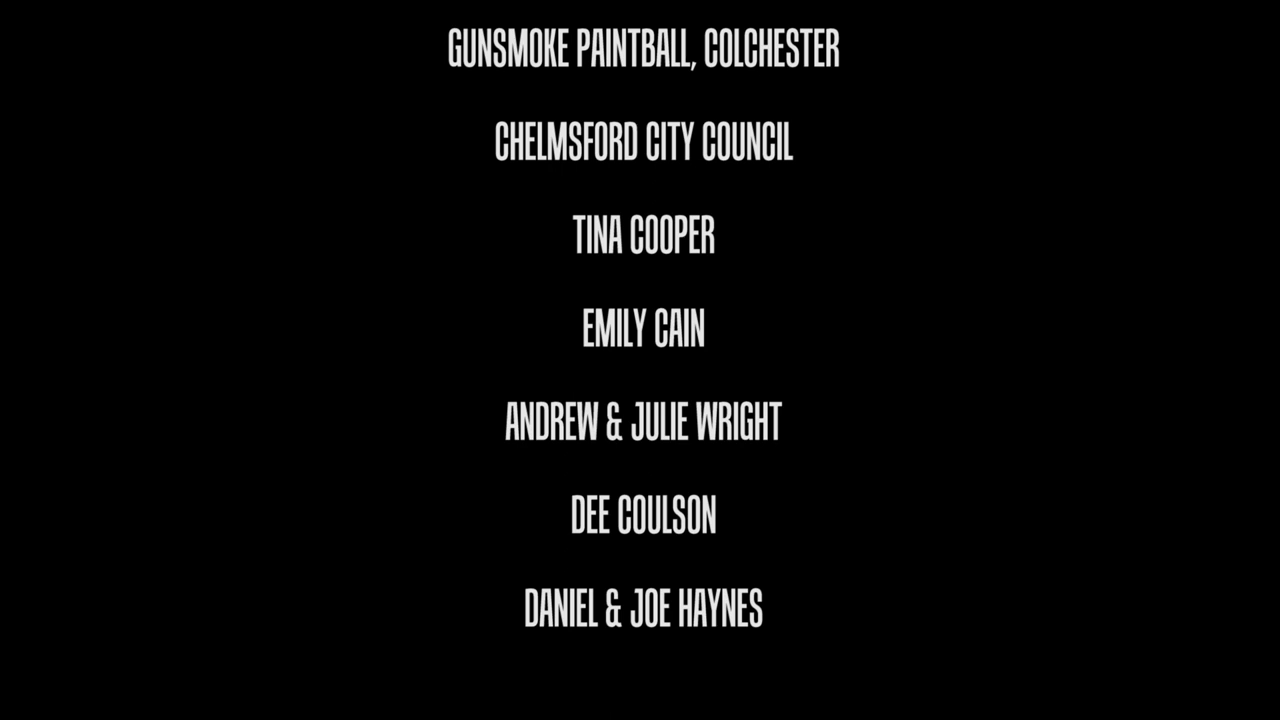 GUNSMOKE PAINTBALL, COLCHESTER
CHELMSFORD CITY COUNCIL
TINA COOPER
EMILY CAIN
ANDREW & JULIE WRIGHT
DEE COULSON
DANIEL & JOE HAYNES